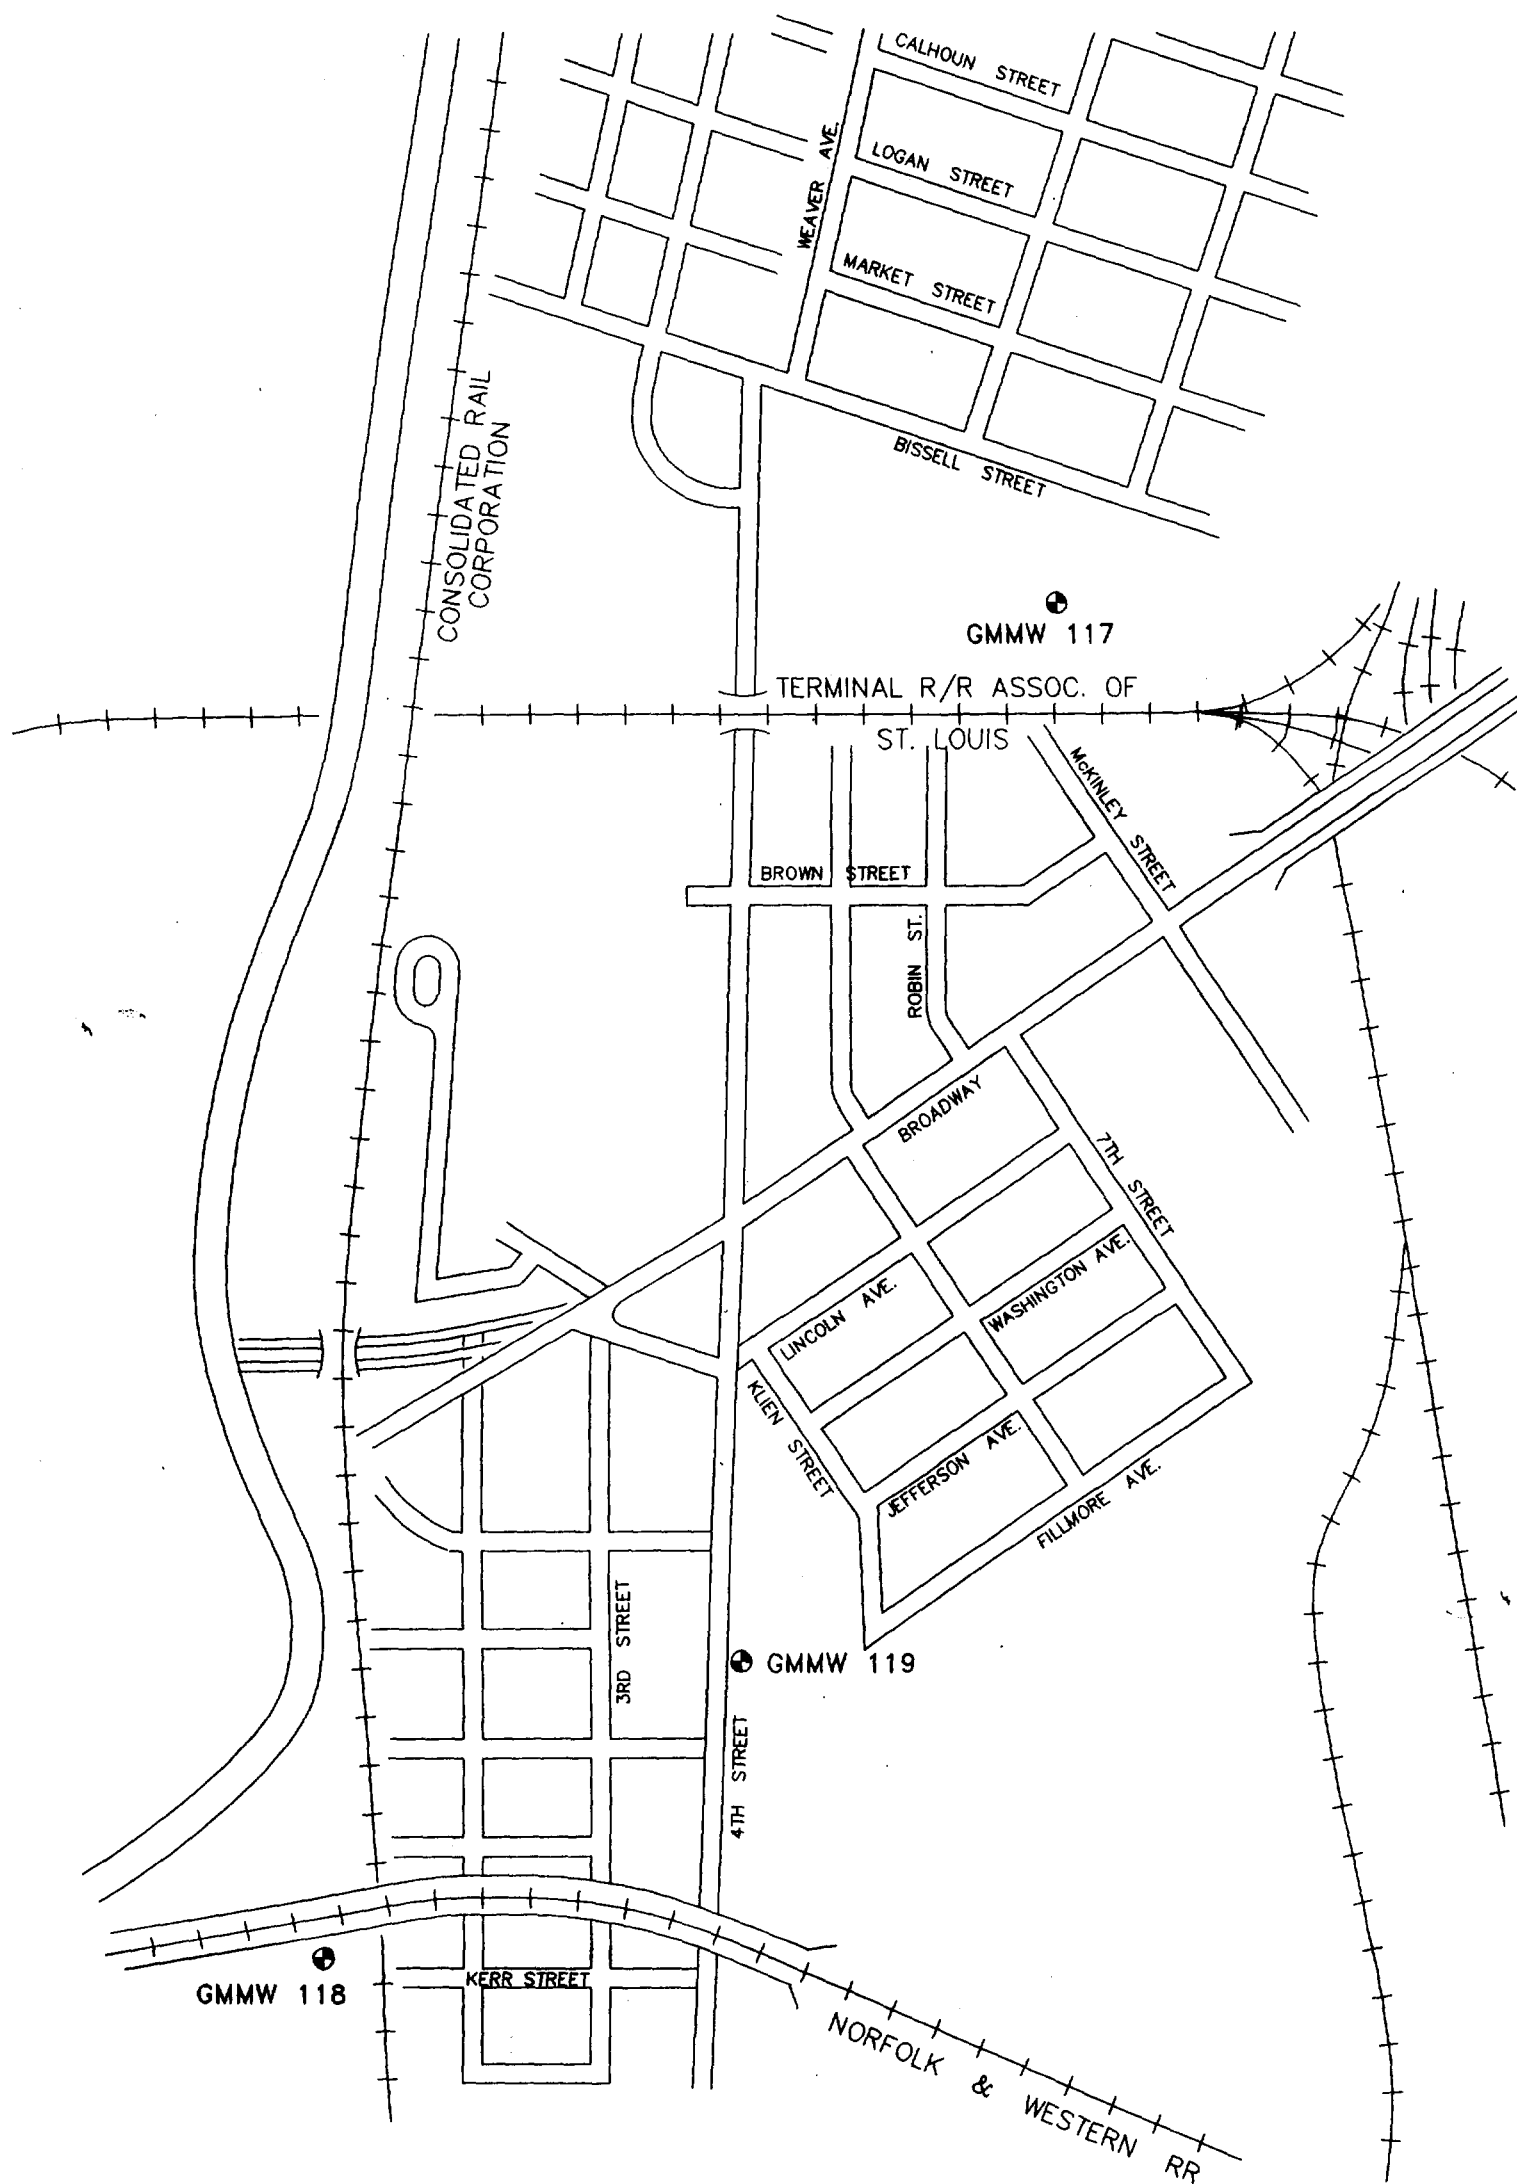 CALHOUN STREET
LOGAN STREET
WEAVER AVE.
MARKET STREET
BISSELL STREET
CONSOLIDATED RAIL
CORPORATION
GMMW 117
TERMINAL R/R ASSOC. OF
ST. LOUIS
McKINLEY STREET
BROWN STREET
ROBIN ST.
BROADWAY
7TH STREET
WASHINGTON AVE.
LINCOLN AVE.
KLIEN STREET
JEFFERSON AVE.
FILLMORE AVE.
3RD STREET
GMMW 119
4TH STREET
GMMW 118
KERR STREET
NORFOLK & WESTERN RR